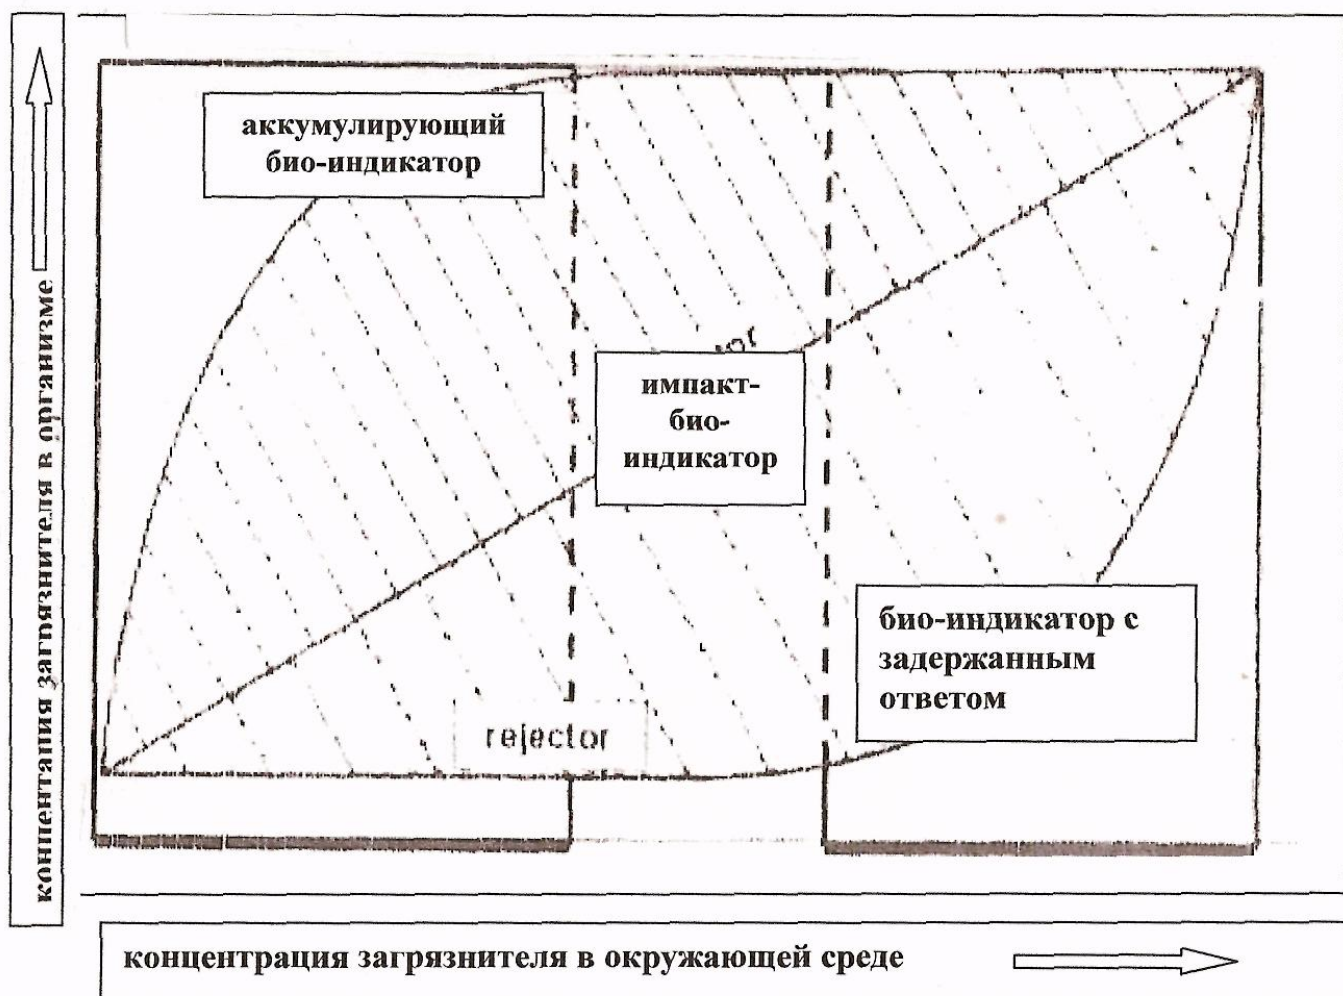 концентрация загрязнителя в организме
аккумулирующий
био-индикатор
импакт-
био-
индикатор
био-индикатор с
задержанным
ответом
rejector
концентрация загрязнителя в окружающей среде